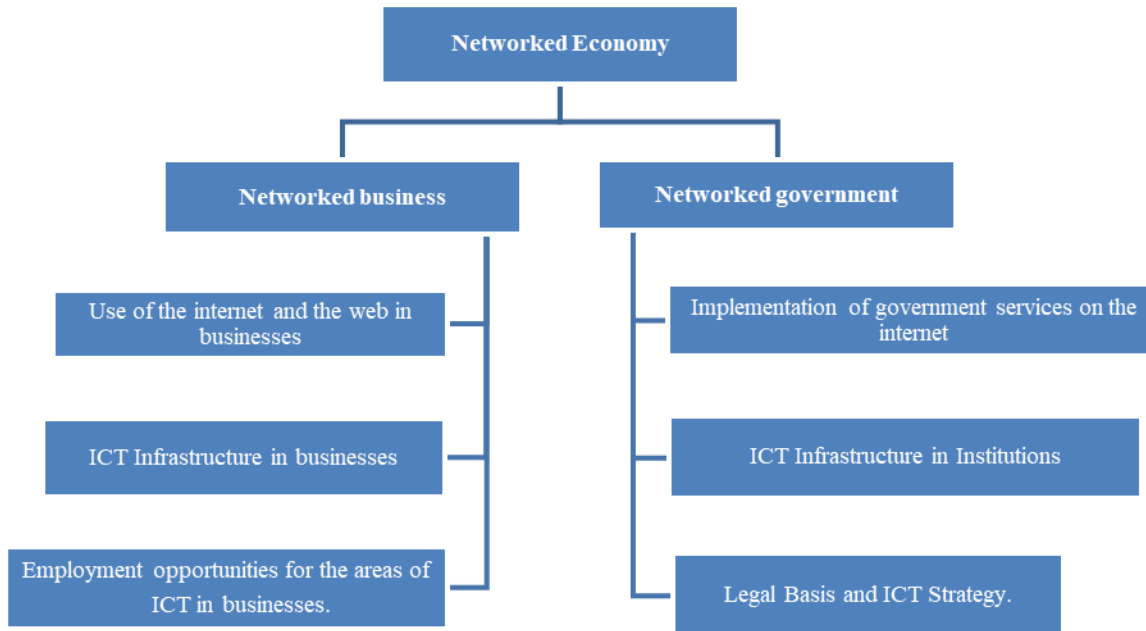 Networked Economy
Networked business
Networked government
Use of the internet and the web in
businesses
Implementation of government services on the
internet
ICT Infrastructure in businesses
ICT Infrastructure in Institutions
Employment opportunities for the areas of
ICT in businesses.
Legal Basis and ICT Strategy.